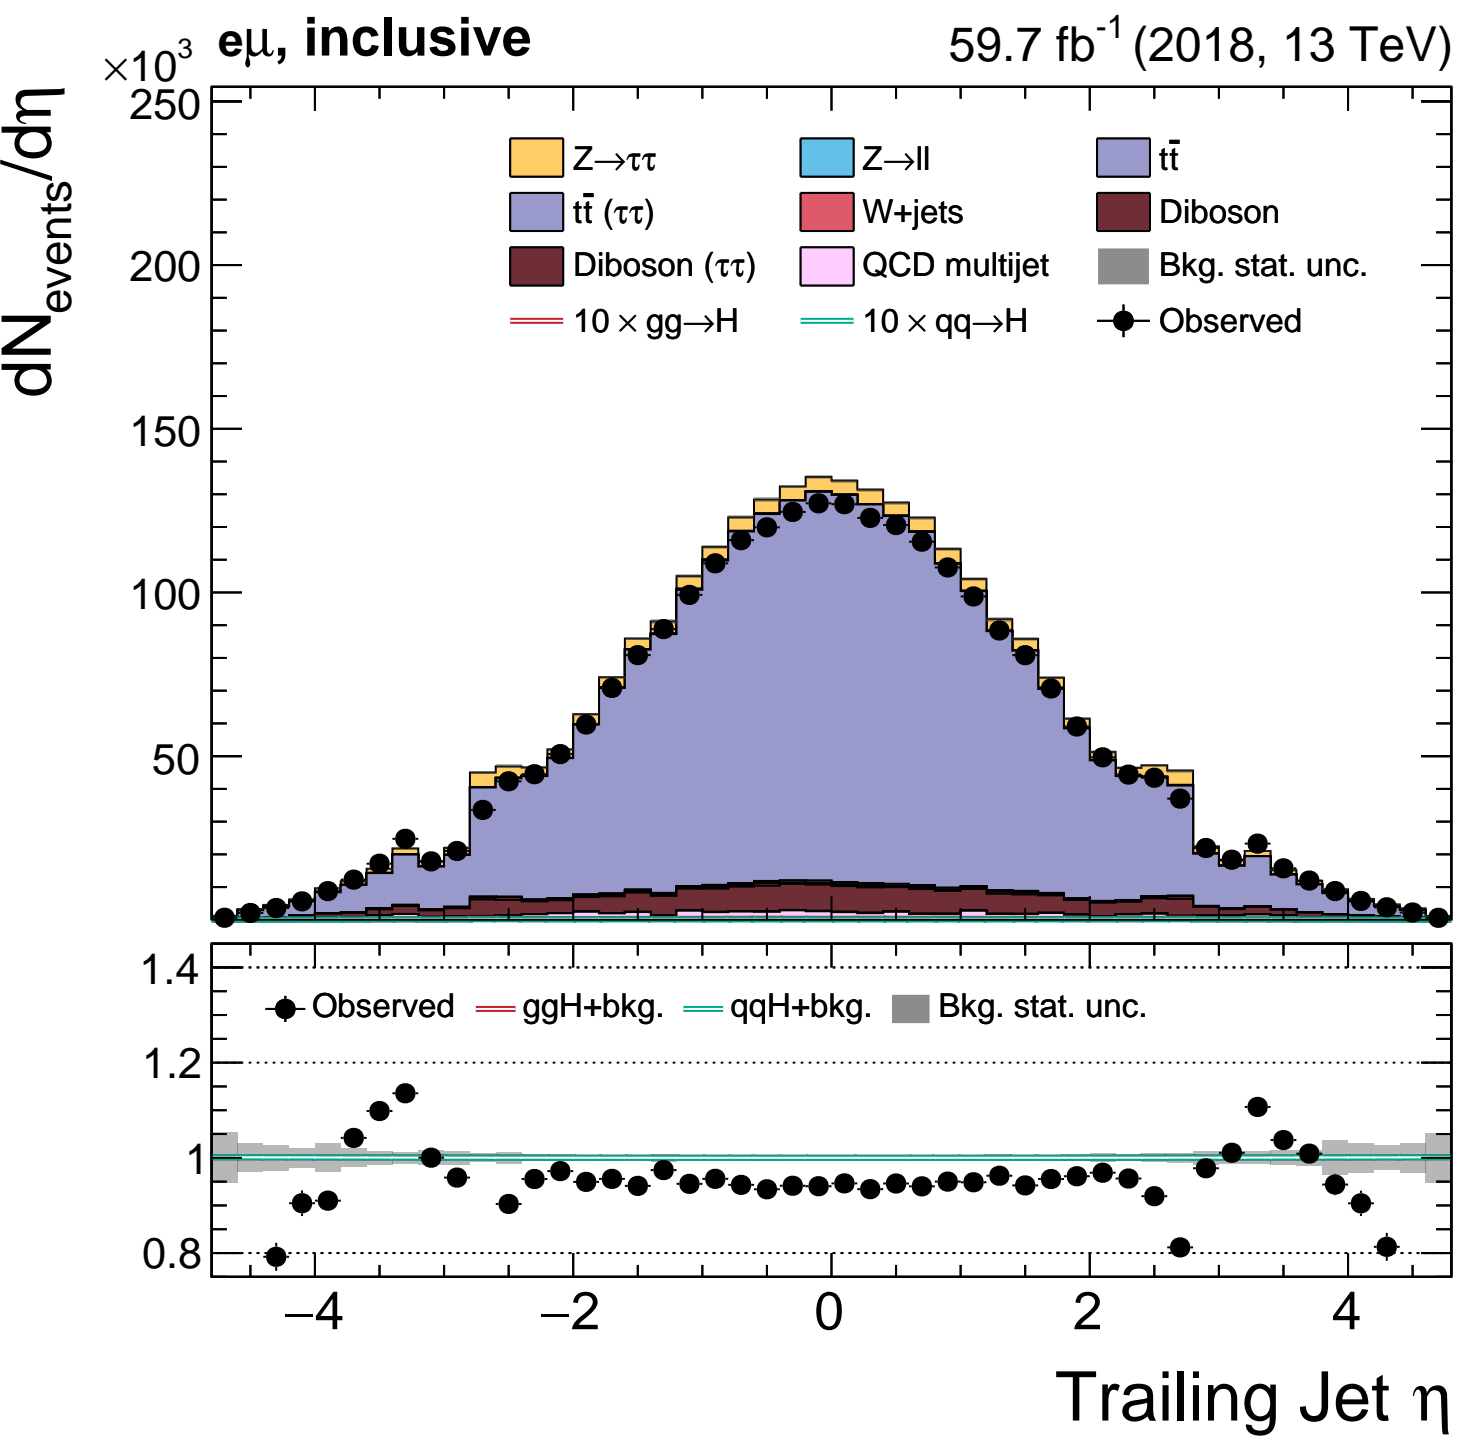 eμ, inclusive 59.7 fb⁻¹ (2018, 13 TeV)
×10³
dN_events/dη
250
200
150
100
50
Z→ττ Z→ll tt̄
tt̄ (ττ) W+jets Diboson
Diboson (ττ) QCD multijet Bkg. stat. unc.
10 × gg→H 10 × qq→H Observed
1.4
Observed ggH+bkg. qqH+bkg. Bkg. stat. unc.
1.2
1
0.8
−4 −2 0 2 4
Trailing Jet η